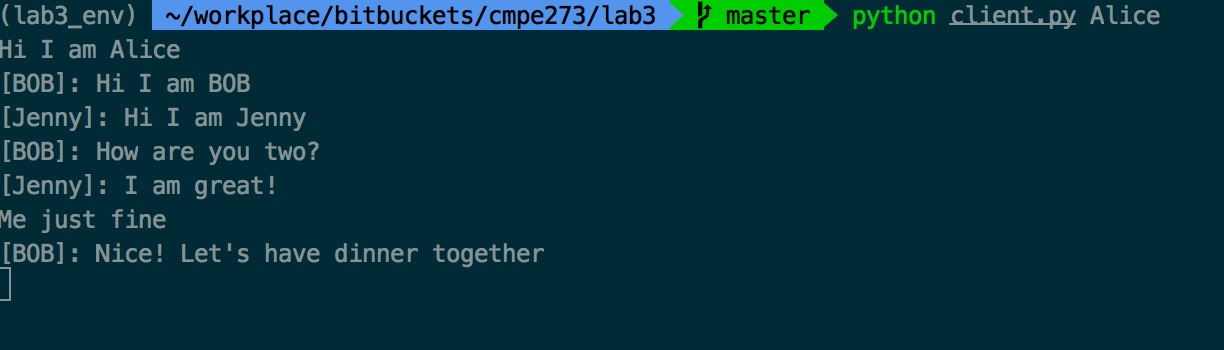 (lab3_env) ~/workplace/bitbuckets/cmpe273/lab3 master python client.py Alice
Hi I am Alice
[BOB]: Hi I am BOB
[Jenny]: Hi I am Jenny
[BOB]: How are you two?
[Jenny]: I am great!
Me just fine
[BOB]: Nice! Let's have dinner together